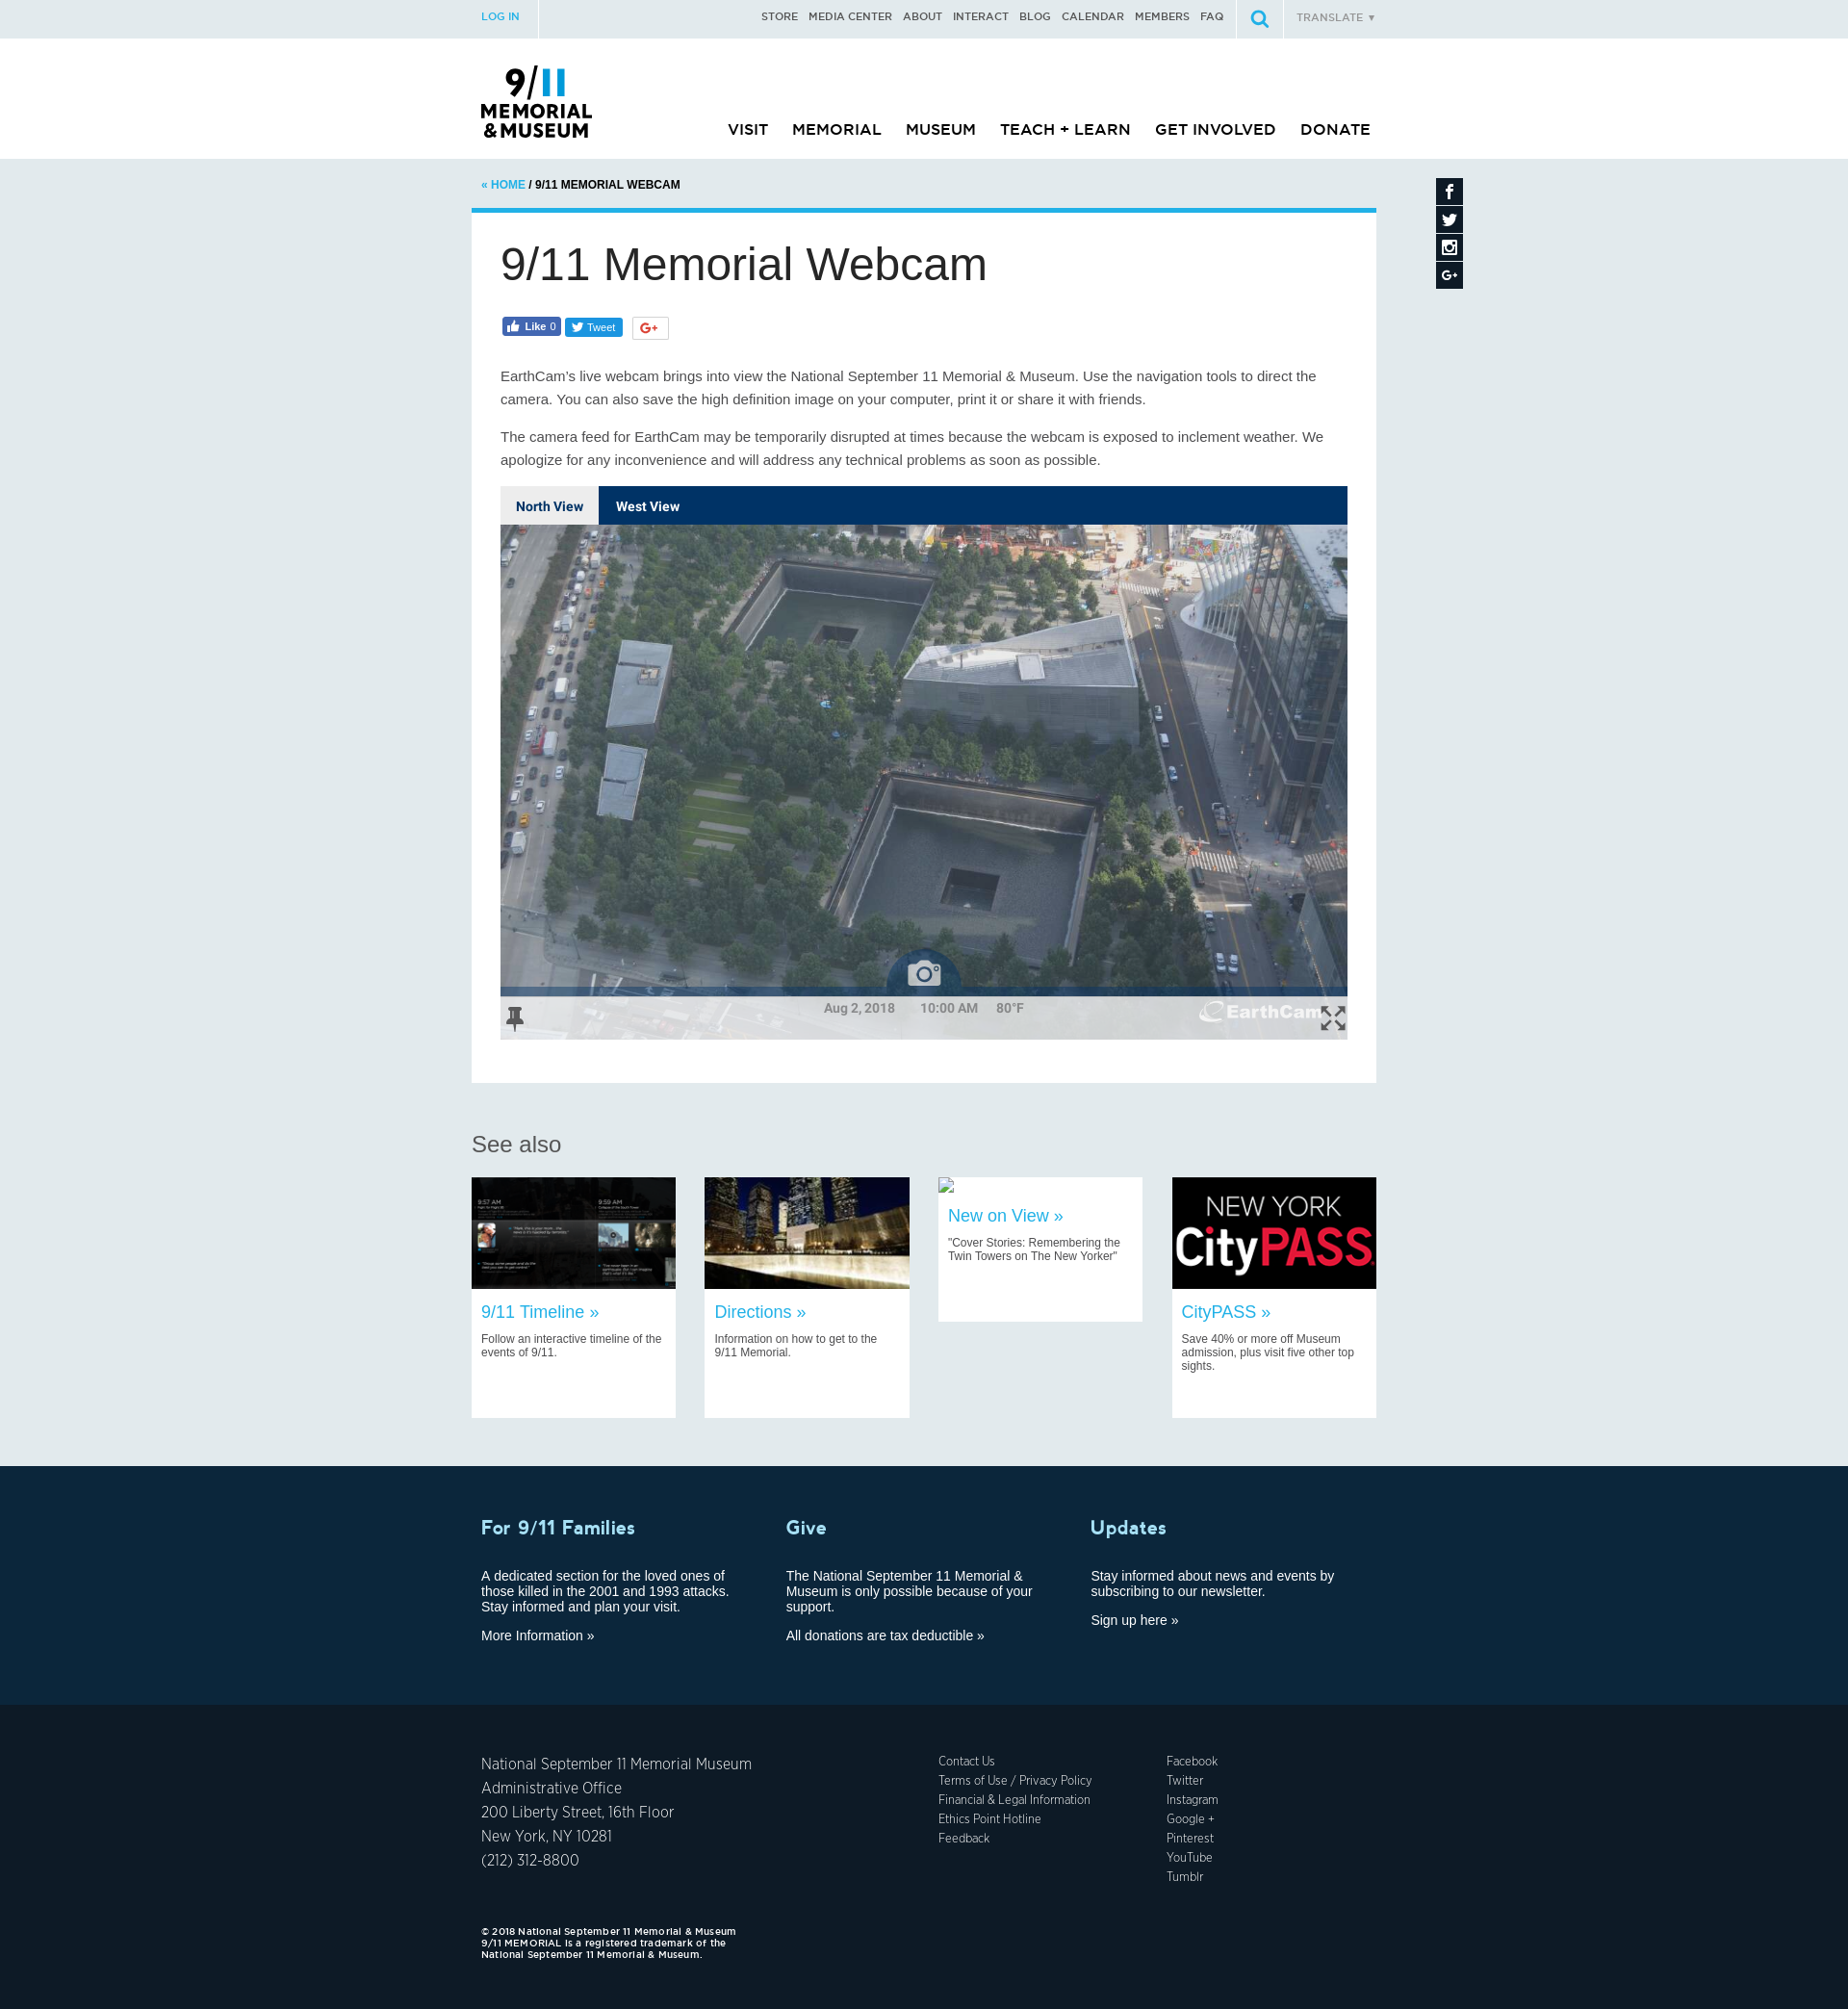 LOG IN
STORE MEDIA CENTER ABOUT INTERACT BLOG CALENDAR MEMBERS FAQ
TRANSLATE ▼
9/11
MEMORIAL
&MUSEUM
VISIT MEMORIAL MUSEUM TEACH + LEARN GET INVOLVED DONATE
« HOME / 9/11 MEMORIAL WEBCAM
9/11 Memorial Webcam
Like 0
Tweet
G+
EarthCam's live webcam brings into view the National September 11 Memorial & Museum. Use the navigation tools to direct the
camera. You can also save the high definition image on your computer, print it or share it with friends.
The camera feed for EarthCam may be temporarily disrupted at times because the webcam is exposed to inclement weather. We
apologize for any inconvenience and will address any technical problems as soon as possible.
North View West View
Aug 2, 2018 10:00 AM 80°F
EarthCam
See also
9:57 AM
9:59 AM
9/11 Timeline »
Follow an interactive timeline of the
events of 9/11.
Directions »
Information on how to get to the
9/11 Memorial.
New on View »
"Cover Stories: Remembering the
Twin Towers on The New Yorker"
NEW YORK
CityPASS
CityPASS »
Save 40% or more off Museum
admission, plus visit five other top
sights.
For 9/11 Families
A dedicated section for the loved ones of
those killed in the 2001 and 1993 attacks.
Stay informed and plan your visit.
More Information »
Give
The National September 11 Memorial &
Museum is only possible because of your
support.
All donations are tax deductible »
Updates
Stay informed about news and events by
subscribing to our newsletter.
Sign up here »
National September 11 Memorial Museum
Administrative Office
200 Liberty Street, 16th Floor
New York, NY 10281
(212) 312-8800
Contact Us
Terms of Use / Privacy Policy
Financial & Legal Information
Ethics Point Hotline
Feedback
Facebook
Twitter
Instagram
Google +
Pinterest
YouTube
Tumblr
© 2018 National September 11 Memorial & Museum
9/11 MEMORIAL is a registered trademark of the
National September 11 Memorial & Museum.